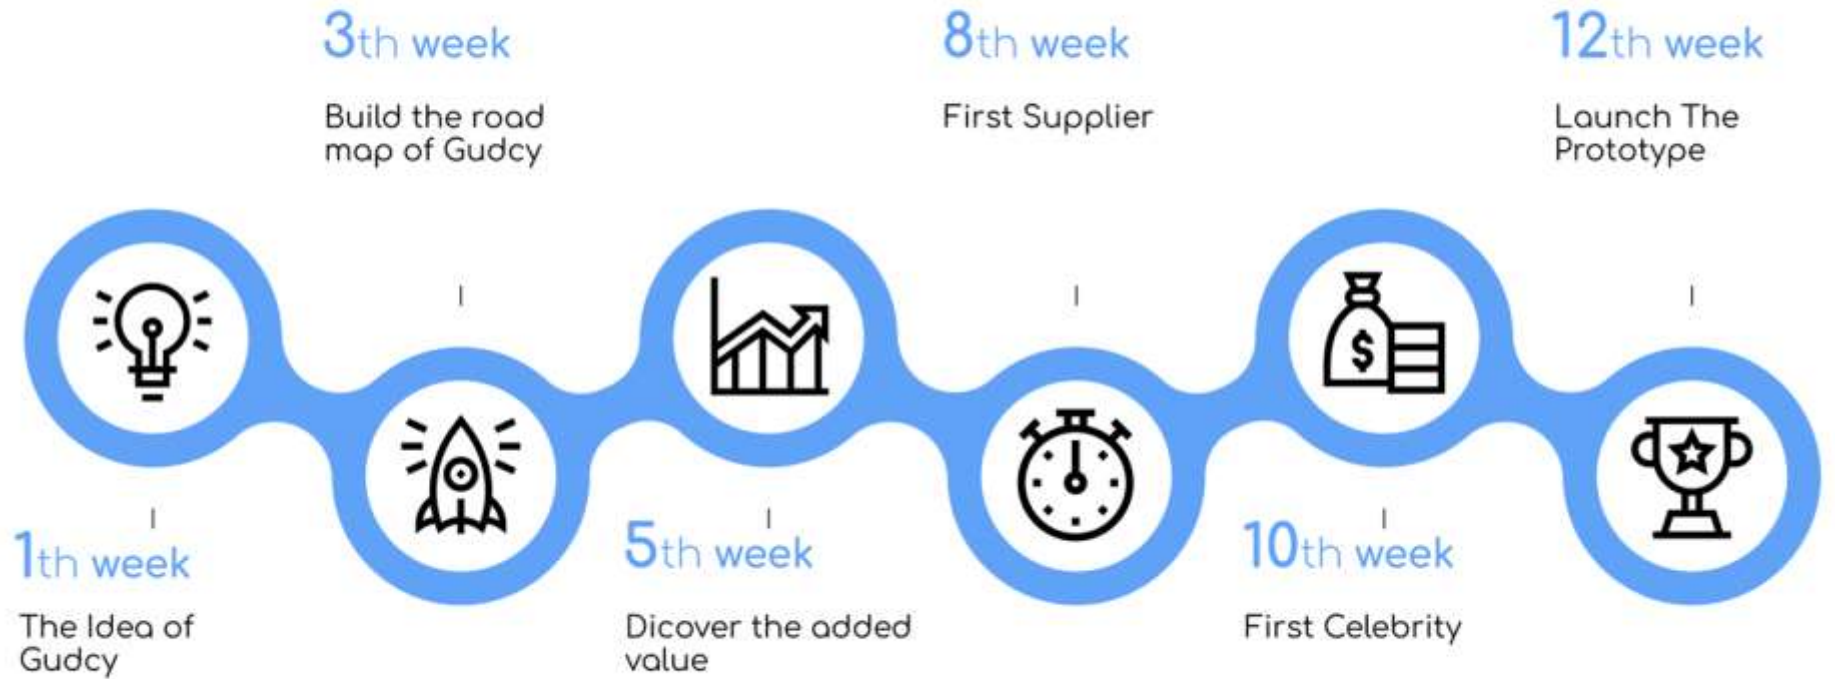 1th week
The Idea of
Gudcy
3th week
Build the road
map of Gudcy
5th week
Dicover the added
value
8th week
First Supplier
10th week
First Celebrity
12th week
Launch The
Prototype
$